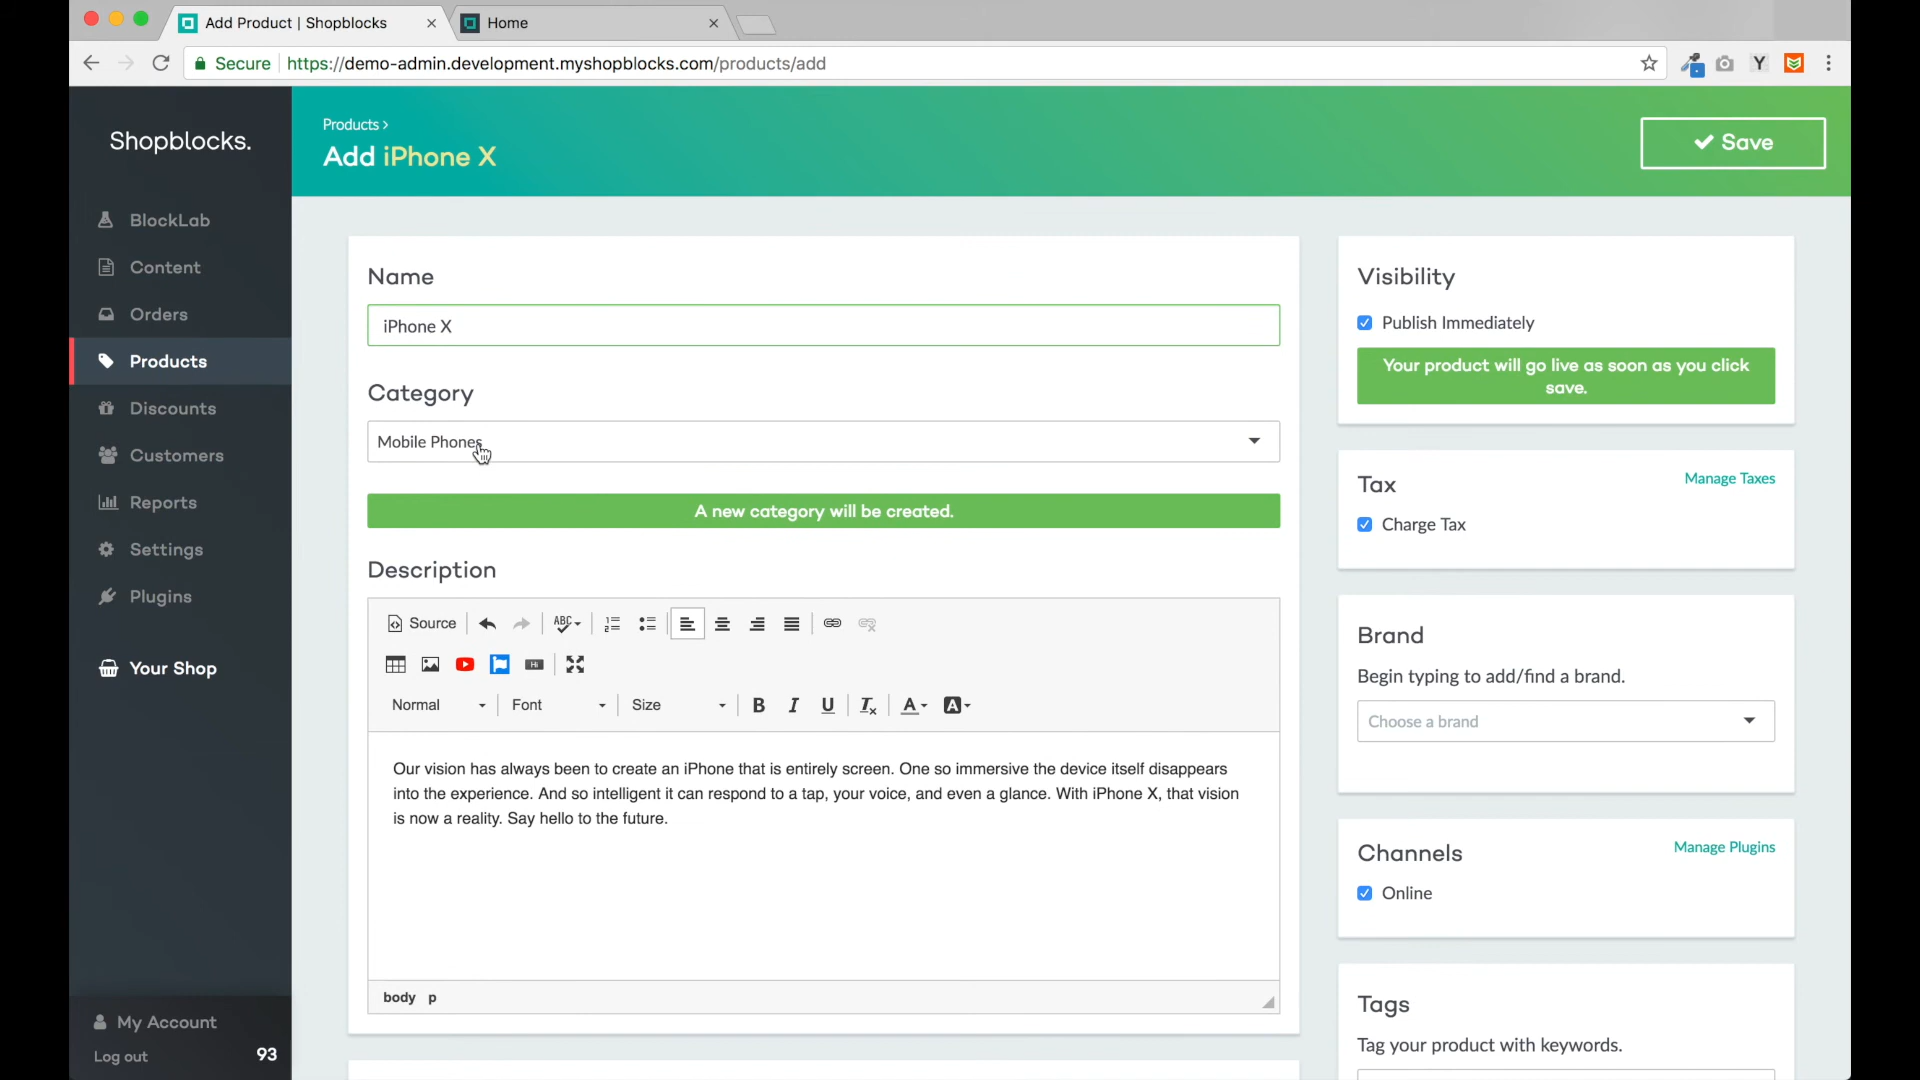 Add Product | Shopblocks
Home
Secure
https://demo-admin.development.myshopblocks.com/products/add
Y
Shopblocks.
BlockLab
Content
Orders
Products
Discounts
Customers
Reports
Settings
Plugins
Your Shop
My Account
Log out
93
Products >
Add iPhone X
Save
Name
iPhone X
Category
Mobile Phones
A new category will be created.
Description
Source
ABC
Hi
Normal
Font
Size
B
I
U
Tx
A
A
Our vision has always been to create an iPhone that is entirely screen. One so immersive the device itself disappears
into the experience. And so intelligent it can respond to a tap, your voice, and even a glance. With iPhone X, that vision
is now a reality. Say hello to the future.
body p
Visibility
Publish Immediately
Your product will go live as soon as you click
save.
Tax
Manage Taxes
Charge Tax
Brand
Begin typing to add/find a brand.
Choose a brand
Channels
Manage Plugins
Online
Tags
Tag your product with keywords.